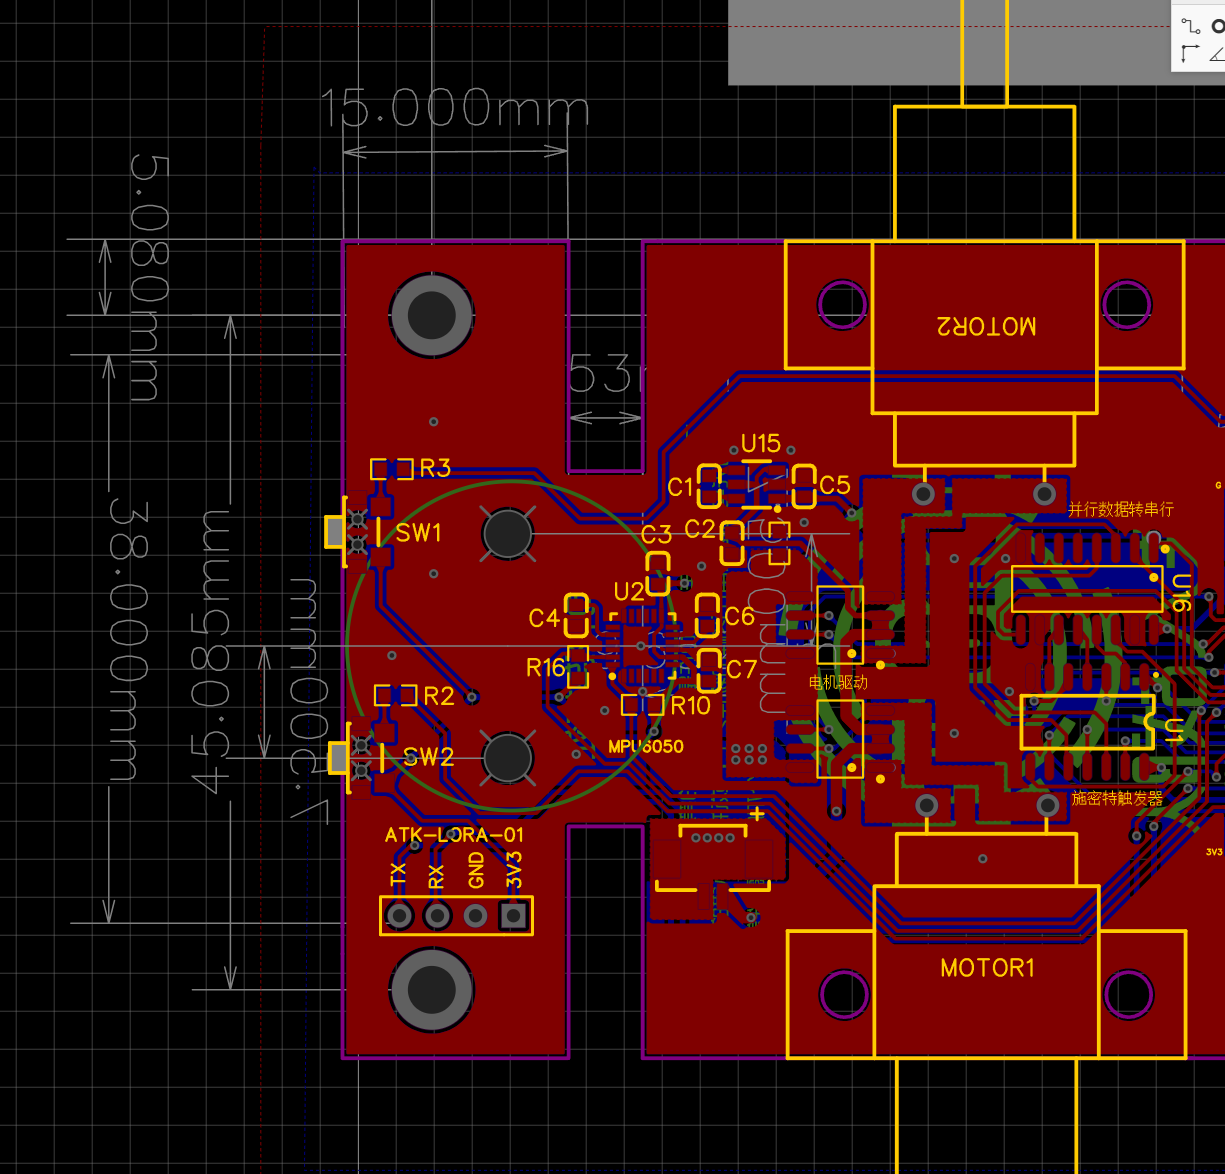 15.000mm
5.080mm
MOTOR2
53
U15
R3
C1
C5
并行数据转串行
G
SW1
C2
C3
U2
U16
38.000mm
45.085mm
C4
C6
R16
C7
电机驱动
R2
R10
MPU6050
U1
SW2
施密特触发器
+
ATK-LORA-01
3V3
TX
RX
GND
3V3
MOTOR1